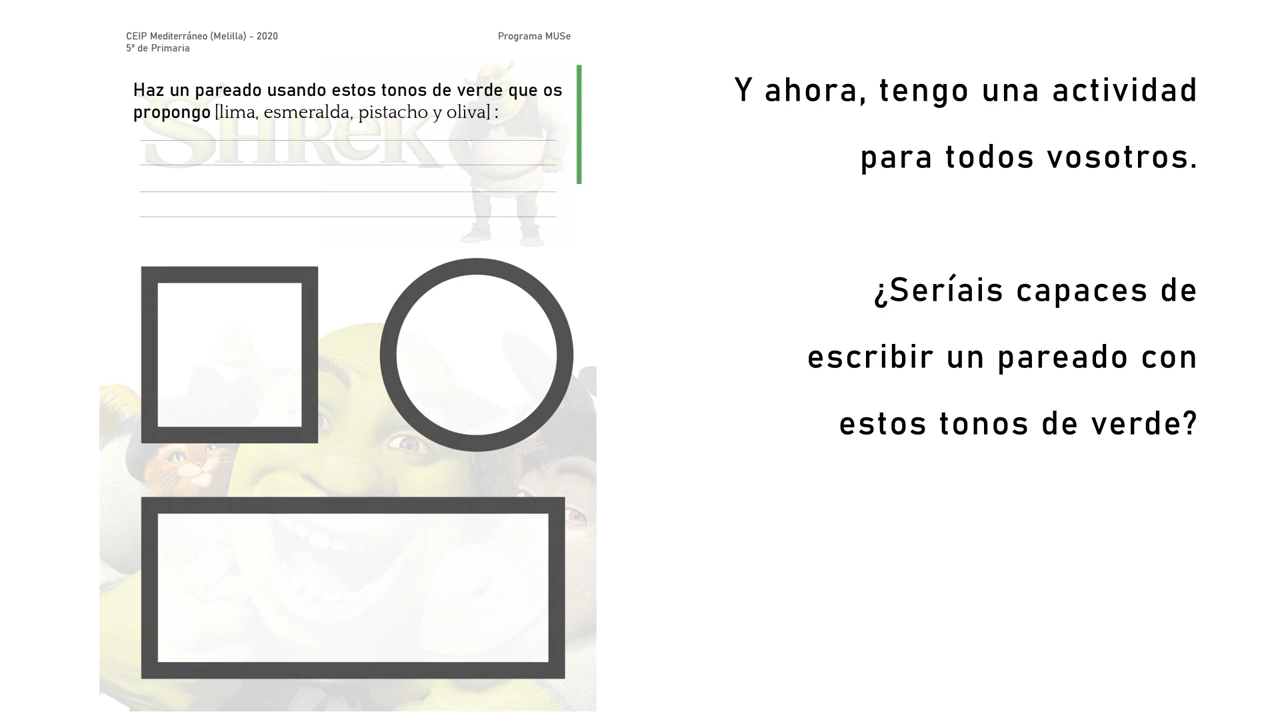 CEIP Mediterráneo (Melilla) - 2020
Programa MUSe
5º de Primaria
Haz un pareado usando estos tonos de verde que os
propongo [lima, esmeralda, pistacho y oliva] :
SHReK
Y ahora, tengo una actividad
para todos vosotros.
¿Seríais capaces de
escribir un pareado con
estos tonos de verde?